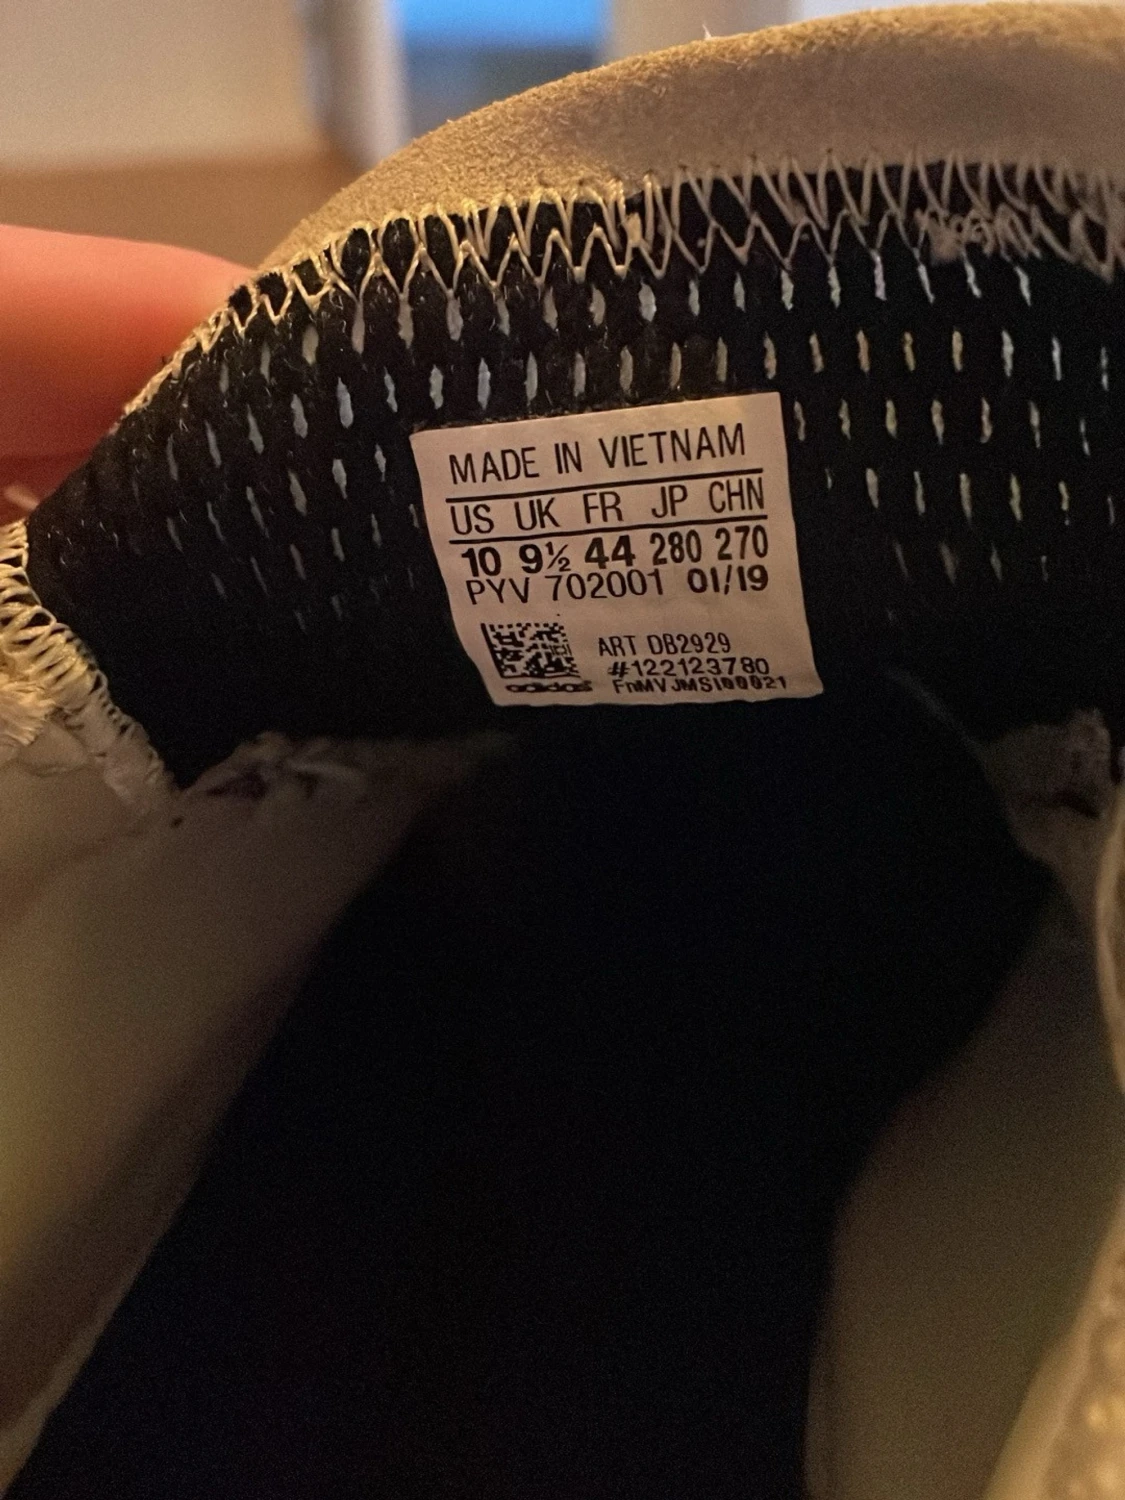 MADE IN VIETNAM
US UK FR JP CHN
10 9½ 44 280 270
PYV 702001 01/19
ART DB2929
#122123780
adidas FnMVJMSI00021